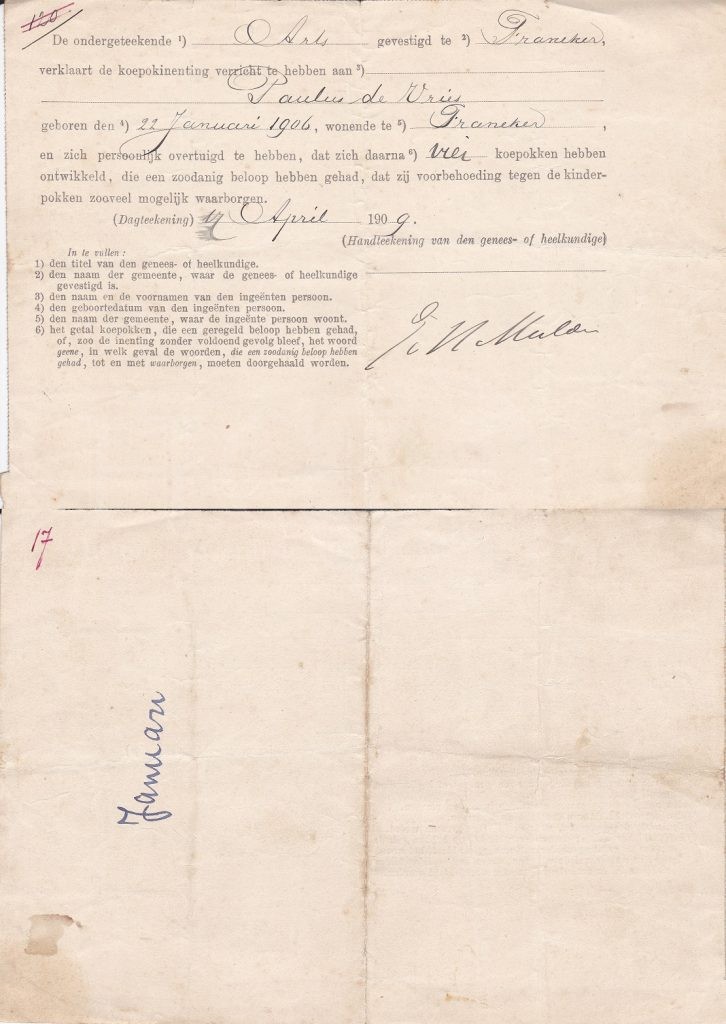 120
De ondergeteekende ¹) Arts gevestigd te ²) Franeker,
verklaart de koepokinenting verricht te hebben aan ³)
Paulus de Vries
geboren den ⁴) 22 Januari 1906, wonende te ⁵) Franeker,
en zich persoonlijk overtuigd te hebben, dat zich daarna ⁶) vier koepokken hebben
ontwikkeld, die een zoodanig beloop hebben gehad, dat zij voorbehoeding tegen de kinder-
pokken zooveel mogelijk waarborgen.
(Dagteekening) April 1909.
(Handteekening van den genees- of heelkundige)
In te vullen:
1) den titel van den genees- of heelkundige.
2) den naam der gemeente, waar de genees- of heelkundige
gevestigd is.
3) den naam en de voornamen van den ingeënten persoon.
4) den geboortedatum van den ingeënten persoon.
5) den naam der gemeente, waar de ingeënte persoon woont.
6) het getal koepokken, die een geregeld beloop hebben gehad,
of, zoo de inenting zonder voldoend gevolg bleef, het woord
geene, in welk geval de woorden, die een zoodanig beloop hebben
gehad, tot en met waarborgen, moeten doorgehaald worden.
Mulder
17
Januari